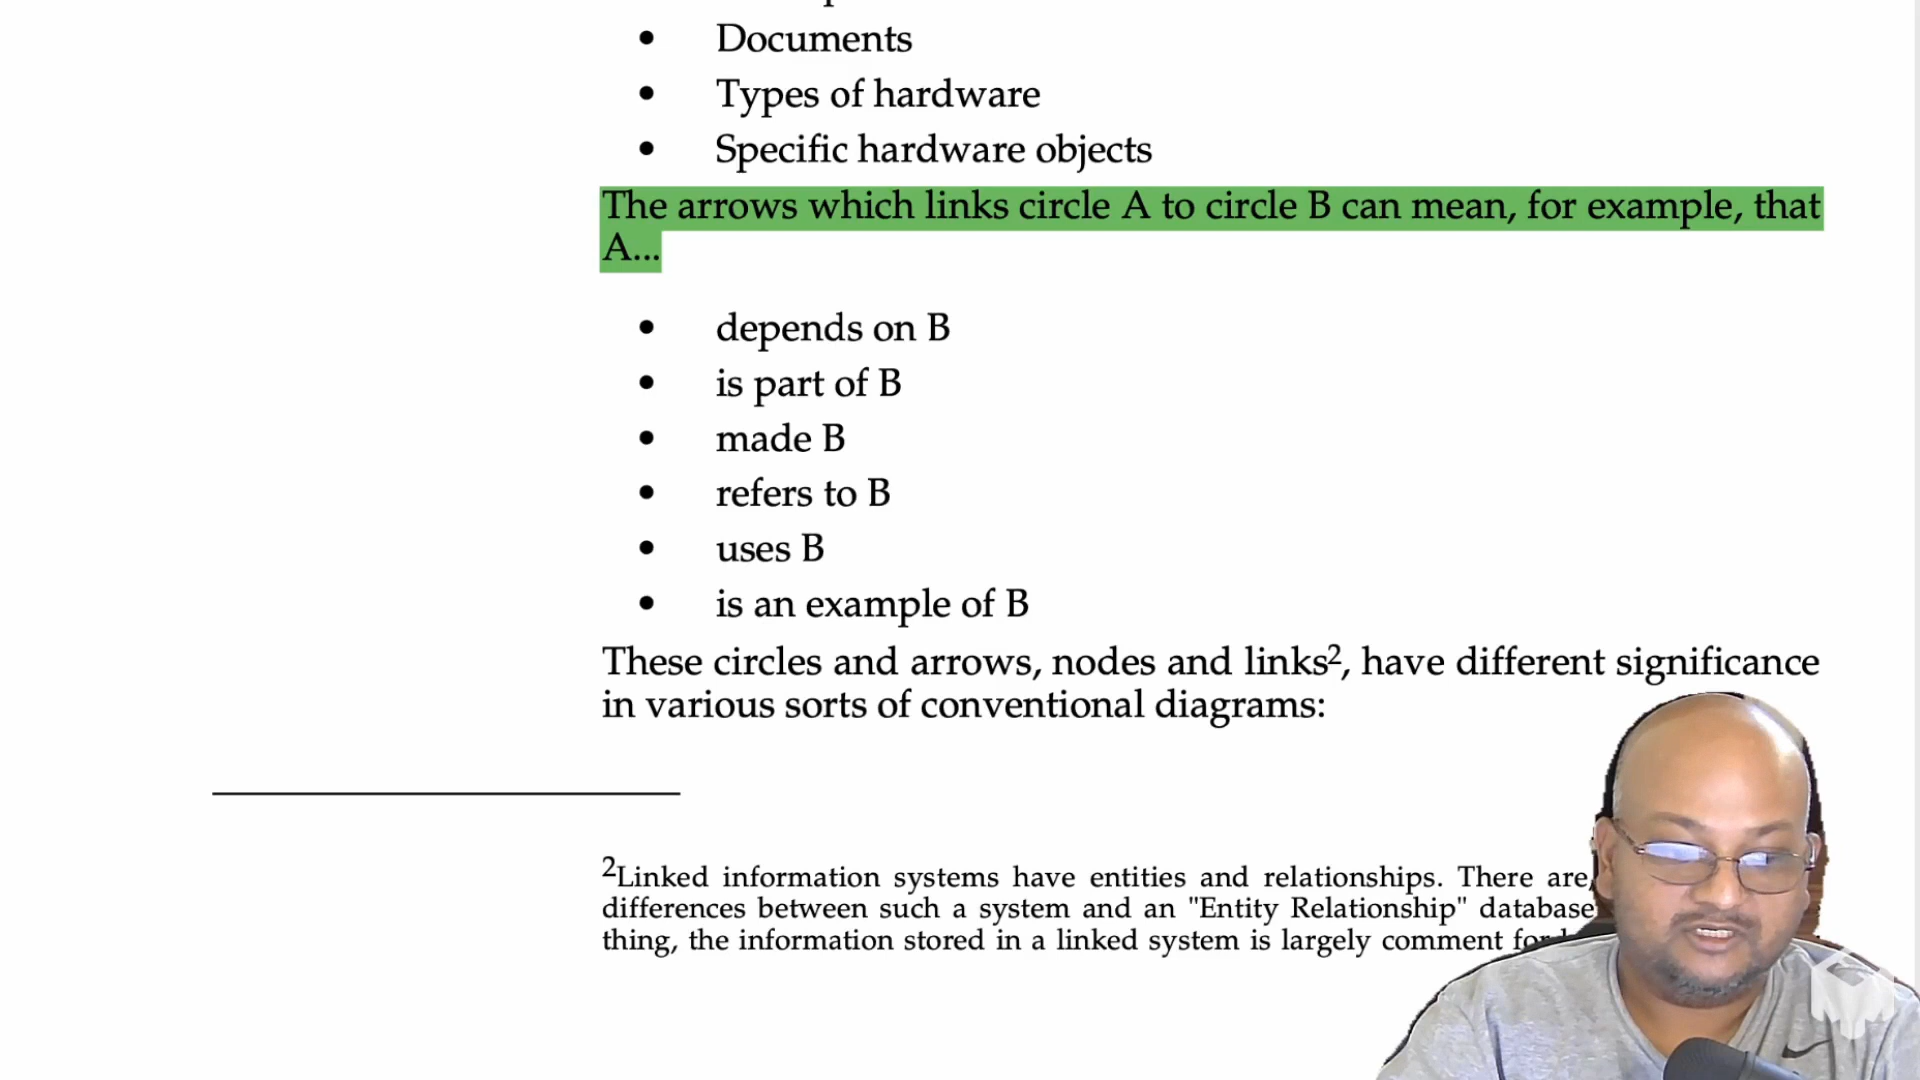 • Documents
• Types of hardware
• Specific hardware objects
The arrows which links circle A to circle B can mean, for example, that
A...
• depends on B
• is part of B
• made B
• refers to B
• uses B
• is an example of B
These circles and arrows, nodes and links², have different significance
in various sorts of conventional diagrams:
²Linked information systems have entities and relationships. There are,
differences between such a system and an "Entity Relationship" database
thing, the information stored in a linked system is largely comment for